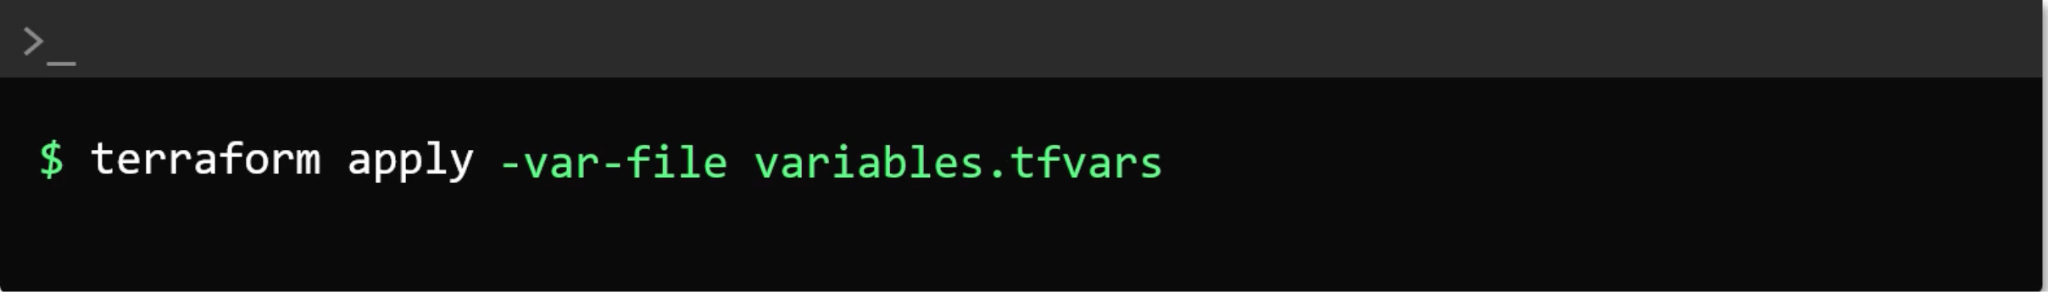 >_
$ terraform apply -var-file variables.tfvars